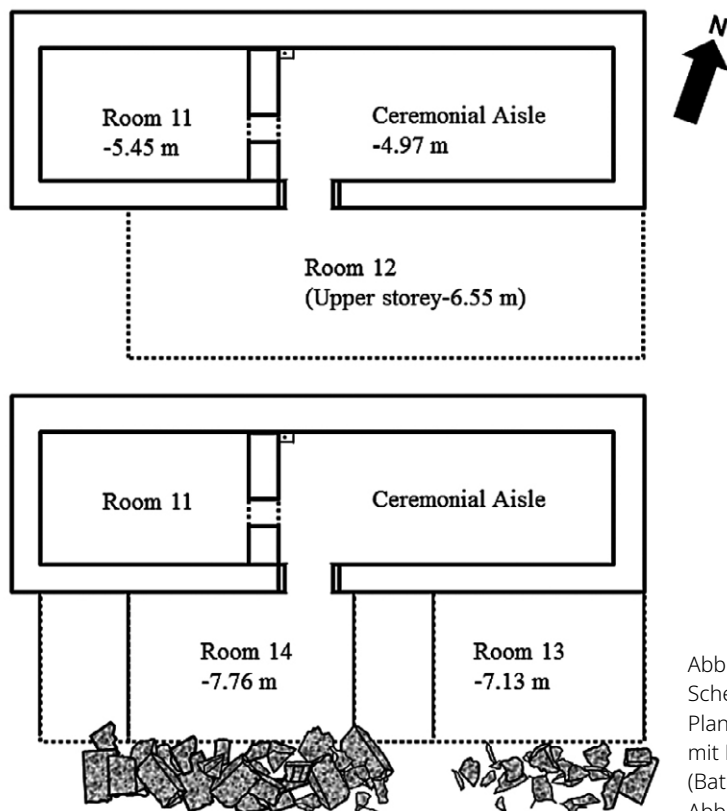 N
Room 11
-5.45 m
Ceremonial Aisle
-4.97 m
Room 12
(Upper storey-6.55 m)
Room 11
Ceremonial Aisle
Room 14
-7.76 m
Room 13
-7.13 m
Abb
Sche
Plan
mit
(Bat
Abb